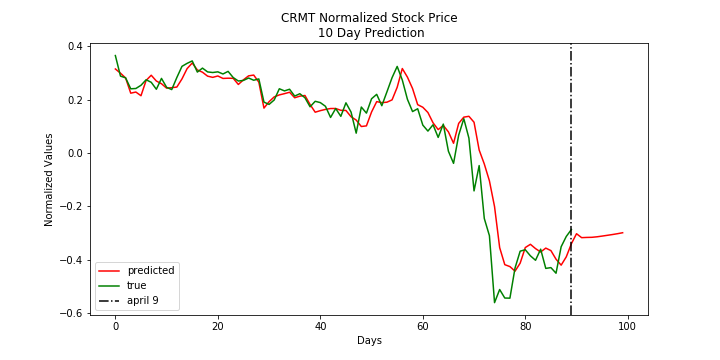 CRMT Normalized Stock Price
10 Day Prediction
Normalized Values
0.4
0.2
0.0
−0.2
−0.4
−0.6
predicted
true
april 9
0
20
40
60
80
100
Days